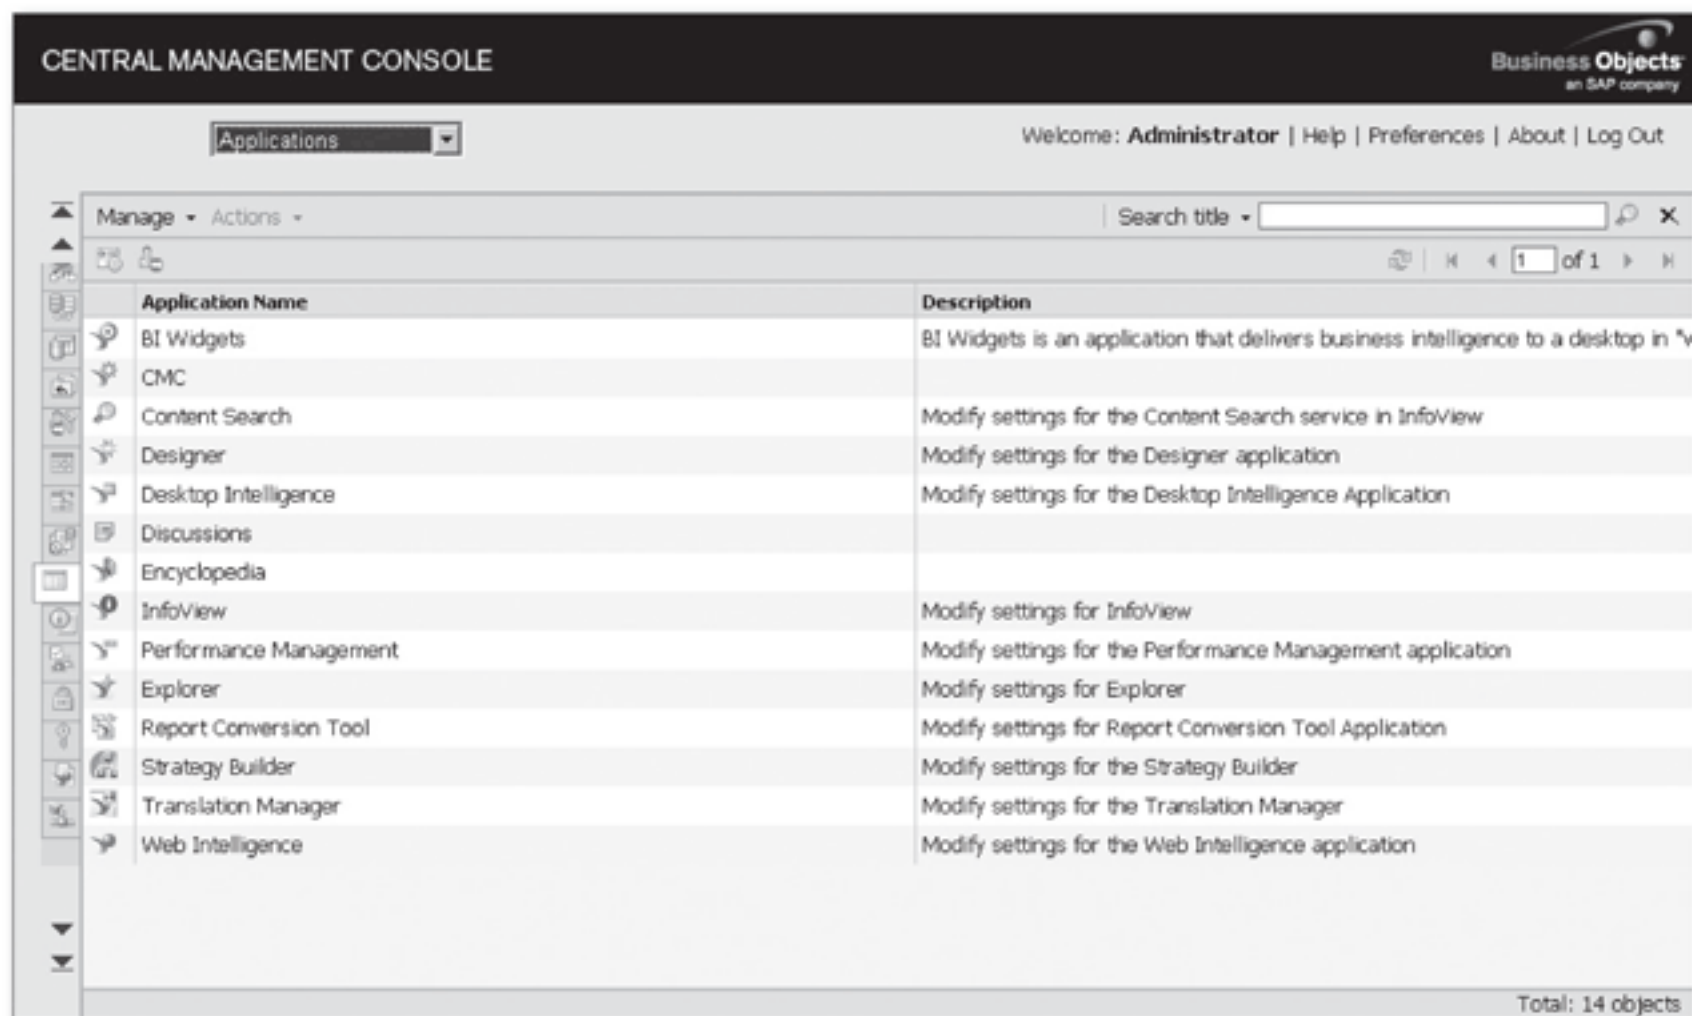 CENTRAL MANAGEMENT CONSOLE
Business Objects
an SAP company
Applications
Welcome: Administrator | Help | Preferences | About | Log Out
Manage Actions Search title
1 of 1
Application Name Description
BI Widgets BI Widgets is an application that delivers business intelligence to a desktop in "v
CMC
Content Search Modify settings for the Content Search service in InfoView
Designer Modify settings for the Designer application
Desktop Intelligence Modify settings for the Desktop Intelligence Application
Discussions
Encyclopedia
InfoView Modify settings for InfoView
Performance Management Modify settings for the Performance Management application
Explorer Modify settings for Explorer
Report Conversion Tool Modify settings for Report Conversion Tool Application
Strategy Builder Modify settings for the Strategy Builder
Translation Manager Modify settings for the Translation Manager
Web Intelligence Modify settings for the Web Intelligence application
Total: 14 objects